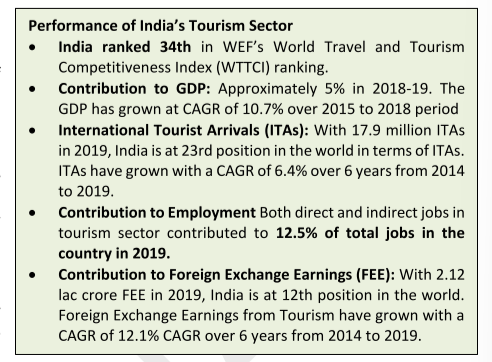 Performance of India's Tourism Sector
• India ranked 34th in WEF's World Travel and Tourism
Competitiveness Index (WTTCI) ranking.
• Contribution to GDP: Approximately 5% in 2018-19. The
GDP has grown at CAGR of 10.7% over 2015 to 2018 period
• International Tourist Arrivals (ITAs): With 17.9 million ITAs
in 2019, India is at 23rd position in the world in terms of ITAs.
ITAs have grown with a CAGR of 6.4% over 6 years from 2014
to 2019.
• Contribution to Employment Both direct and indirect jobs in
tourism sector contributed to 12.5% of total jobs in the
country in 2019.
• Contribution to Foreign Exchange Earnings (FEE): With 2.12
lac crore FEE in 2019, India is at 12th position in the world.
Foreign Exchange Earnings from Tourism have grown with a
CAGR of 12.1% CAGR over 6 years from 2014 to 2019.